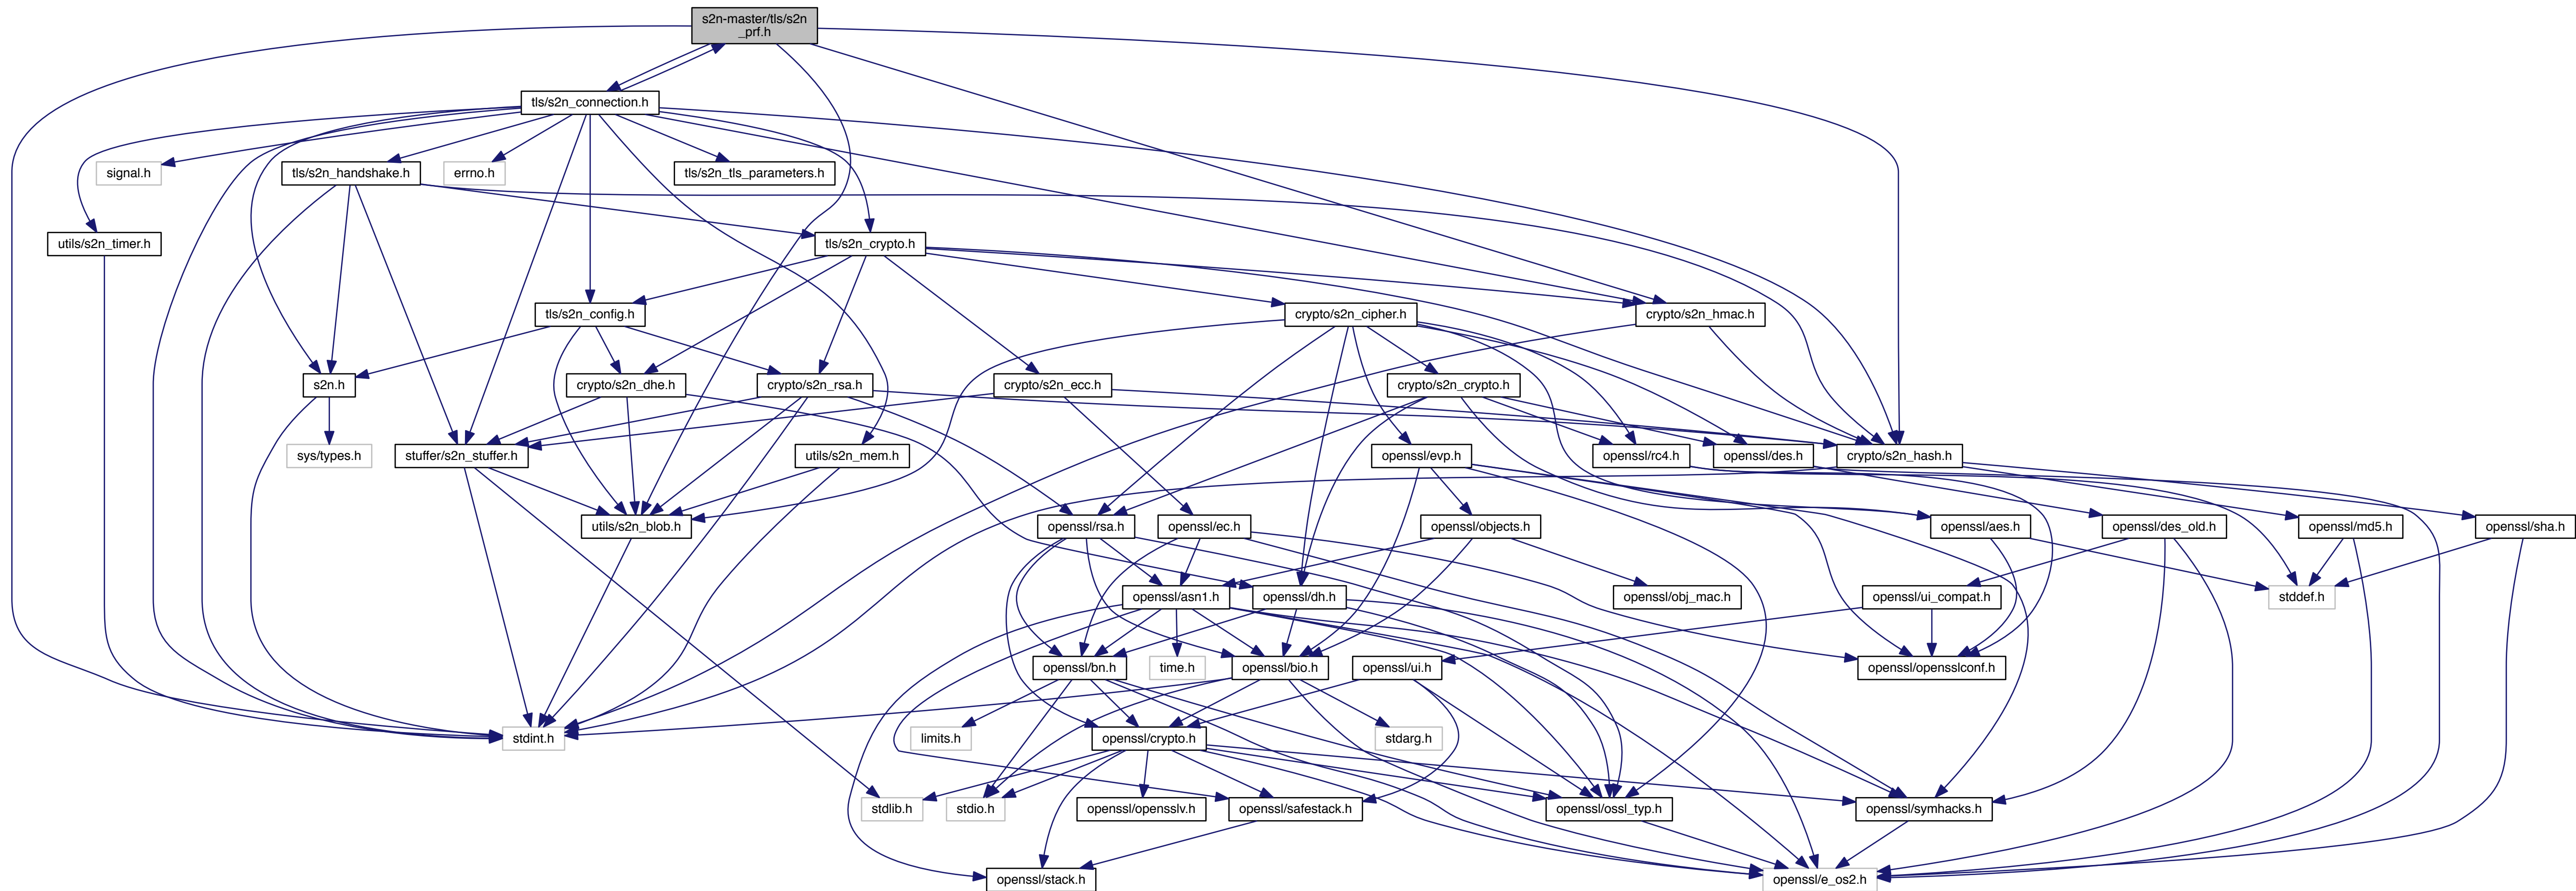 s2n-master/tls/s2n
_prf.h
tls/s2n_connection.h
signal.h
tls/s2n_handshake.h
errno.h
tls/s2n_tls_parameters.h
utils/s2n_timer.h
tls/s2n_crypto.h
tls/s2n_config.h
crypto/s2n_cipher.h
crypto/s2n_hmac.h
s2n.h
crypto/s2n_dhe.h
crypto/s2n_rsa.h
crypto/s2n_ecc.h
crypto/s2n_crypto.h
sys/types.h
stuffer/s2n_stuffer.h
utils/s2n_mem.h
openssl/evp.h
openssl/rc4.h
openssl/des.h
crypto/s2n_hash.h
utils/s2n_blob.h
openssl/rsa.h
openssl/ec.h
openssl/objects.h
openssl/aes.h
openssl/des_old.h
openssl/md5.h
openssl/sha.h
openssl/asn1.h
openssl/dh.h
openssl/obj_mac.h
openssl/ui_compat.h
stddef.h
openssl/bn.h
time.h
openssl/bio.h
openssl/ui.h
openssl/opensslconf.h
stdint.h
limits.h
openssl/crypto.h
stdarg.h
stdlib.h
stdio.h
openssl/opensslv.h
openssl/safestack.h
openssl/ossl_typ.h
openssl/symhacks.h
openssl/stack.h
openssl/e_os2.h